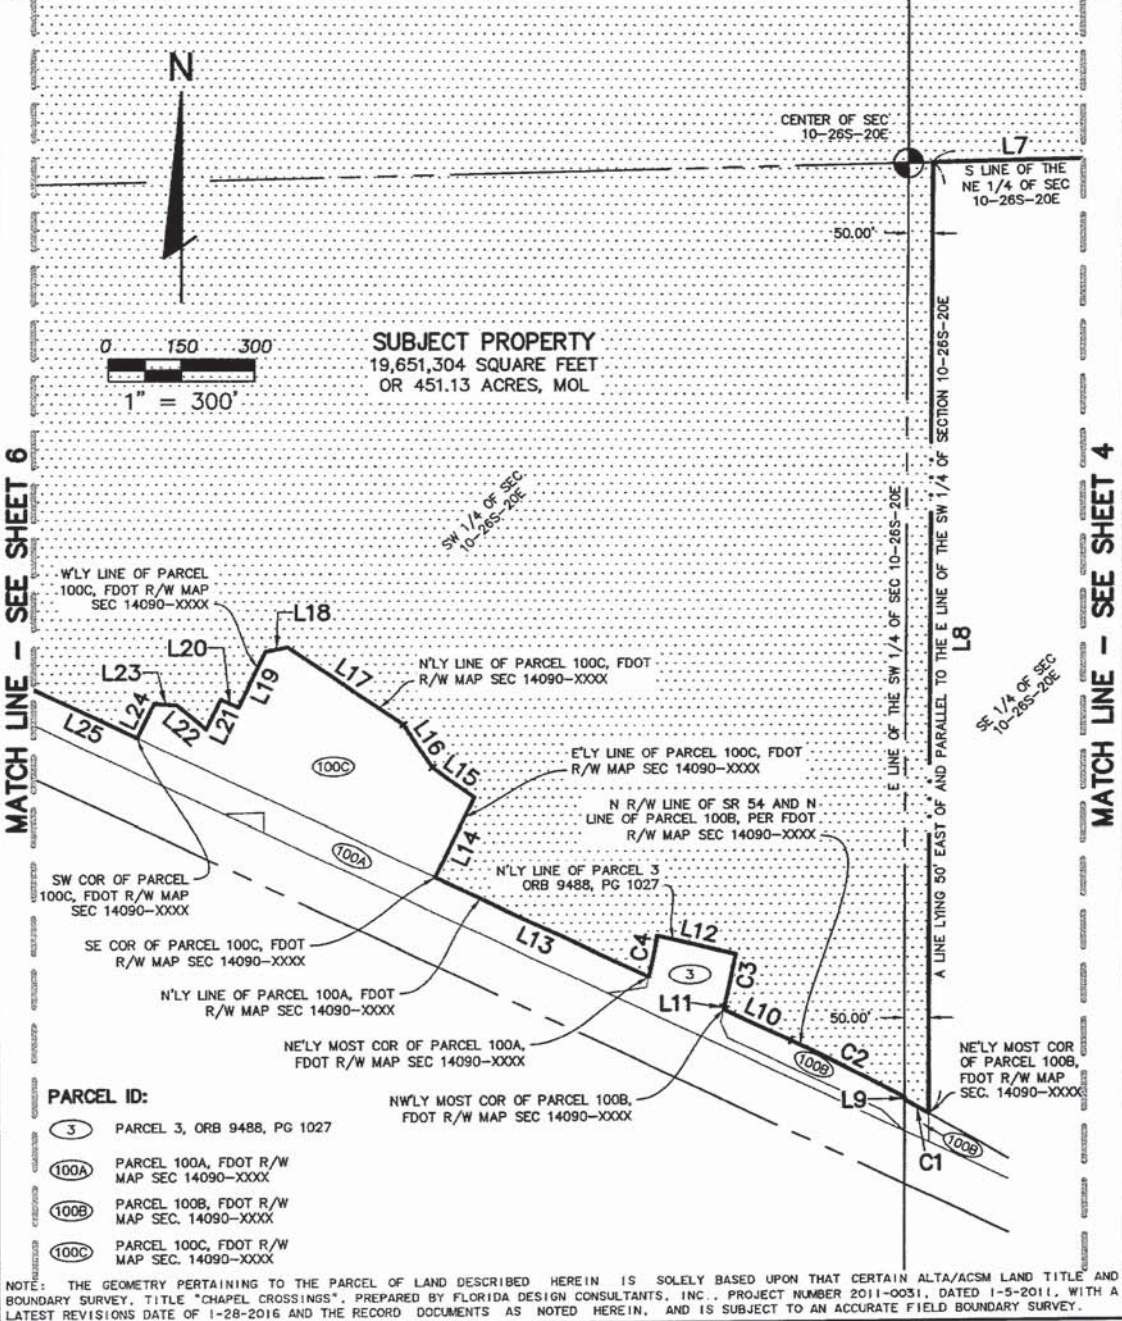 N
CENTER OF SEC
10-26S-20E
L7
S LINE OF THE
NE 1/4 OF SEC
10-26S-20E
50.00'
0 150 300
1" = 300'
SUBJECT PROPERTY
19,651,304 SQUARE FEET
OR 451.13 ACRES, MOL
MATCH LINE - SEE SHEET 6
MATCH LINE - SEE SHEET 4
SW 1/4 OF SEC
10-26S-20E
E LINE OF THE SW 1/4 OF SEC 10-26S-20E
A LINE LYING 50' EAST OF AND PARALLEL TO THE E LINE OF THE SW 1/4 OF SECTION 10-26S-20E
L8
SE 1/4 OF SEC
10-26S-20E
W'LY LINE OF PARCEL
100C, FDOT R/W MAP
SEC 14090-XXXX
L18
L20
L23
L19
L17
N'LY LINE OF PARCEL 100C, FDOT
R/W MAP SEC 14090-XXXX
L24
L22
L21
L25
L16
L15
100C
E'LY LINE OF PARCEL 100C, FDOT
R/W MAP SEC 14090-XXXX
N R/W LINE OF SR 54 AND N
LINE OF PARCEL 100B, PER FDOT
R/W MAP SEC 14090-XXXX
L14
100A
SW COR OF PARCEL
100C, FDOT R/W MAP
SEC 14090-XXXX
N'LY LINE OF PARCEL 3
ORB 9488, PG 1027
SE COR OF PARCEL 100C, FDOT
R/W MAP SEC 14090-XXXX
L13
C4
L12
C3
3
N'LY LINE OF PARCEL 100A, FDOT
R/W MAP SEC 14090-XXXX
L11
L10
50.00'
NE'LY MOST COR OF PARCEL 100A,
FDOT R/W MAP SEC 14090-XXXX
C2
100B
NE'LY MOST COR
OF PARCEL 100B,
FDOT R/W MAP
SEC. 14090-XXXX
NW'LY MOST COR OF PARCEL 100B,
FDOT R/W MAP SEC 14090-XXXX
L9
100B
C1
PARCEL ID:
3 PARCEL 3, ORB 9488, PG 1027
100A PARCEL 100A, FDOT R/W
MAP SEC 14090-XXXX
100B PARCEL 100B, FDOT R/W
MAP SEC. 14090-XXXX
100C PARCEL 100C, FDOT R/W
MAP SEC. 14090-XXXX
NOTE: THE GEOMETRY PERTAINING TO THE PARCEL OF LAND DESCRIBED HEREIN IS SOLELY BASED UPON THAT CERTAIN ALTA/ACSM LAND TITLE AND
BOUNDARY SURVEY, TITLE "CHAPEL CROSSINGS", PREPARED BY FLORIDA DESIGN CONSULTANTS, INC., PROJECT NUMBER 2011-0031, DATED 1-5-2011, WITH A
LATEST REVISIONS DATE OF 1-28-2016 AND THE RECORD DOCUMENTS AS NOTED HEREIN, AND IS SUBJECT TO AN ACCURATE FIELD BOUNDARY SURVEY.